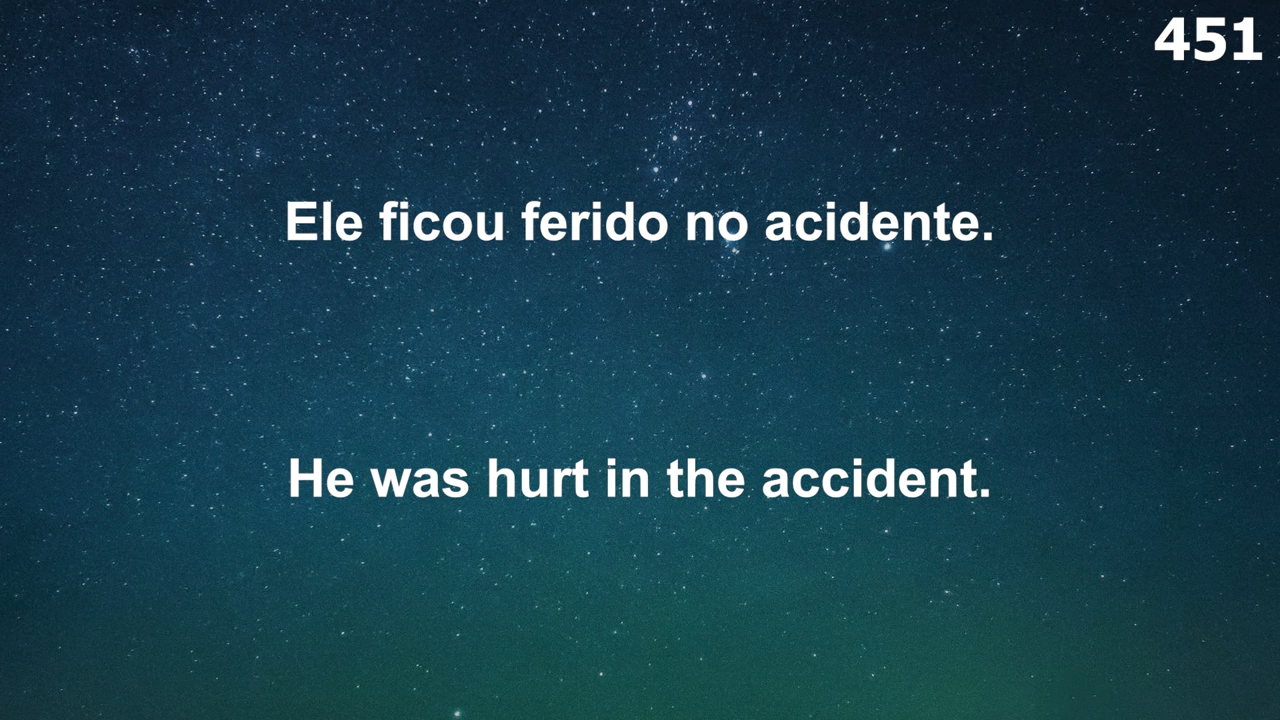 451
Ele ficou ferido no acidente.
He was hurt in the accident.